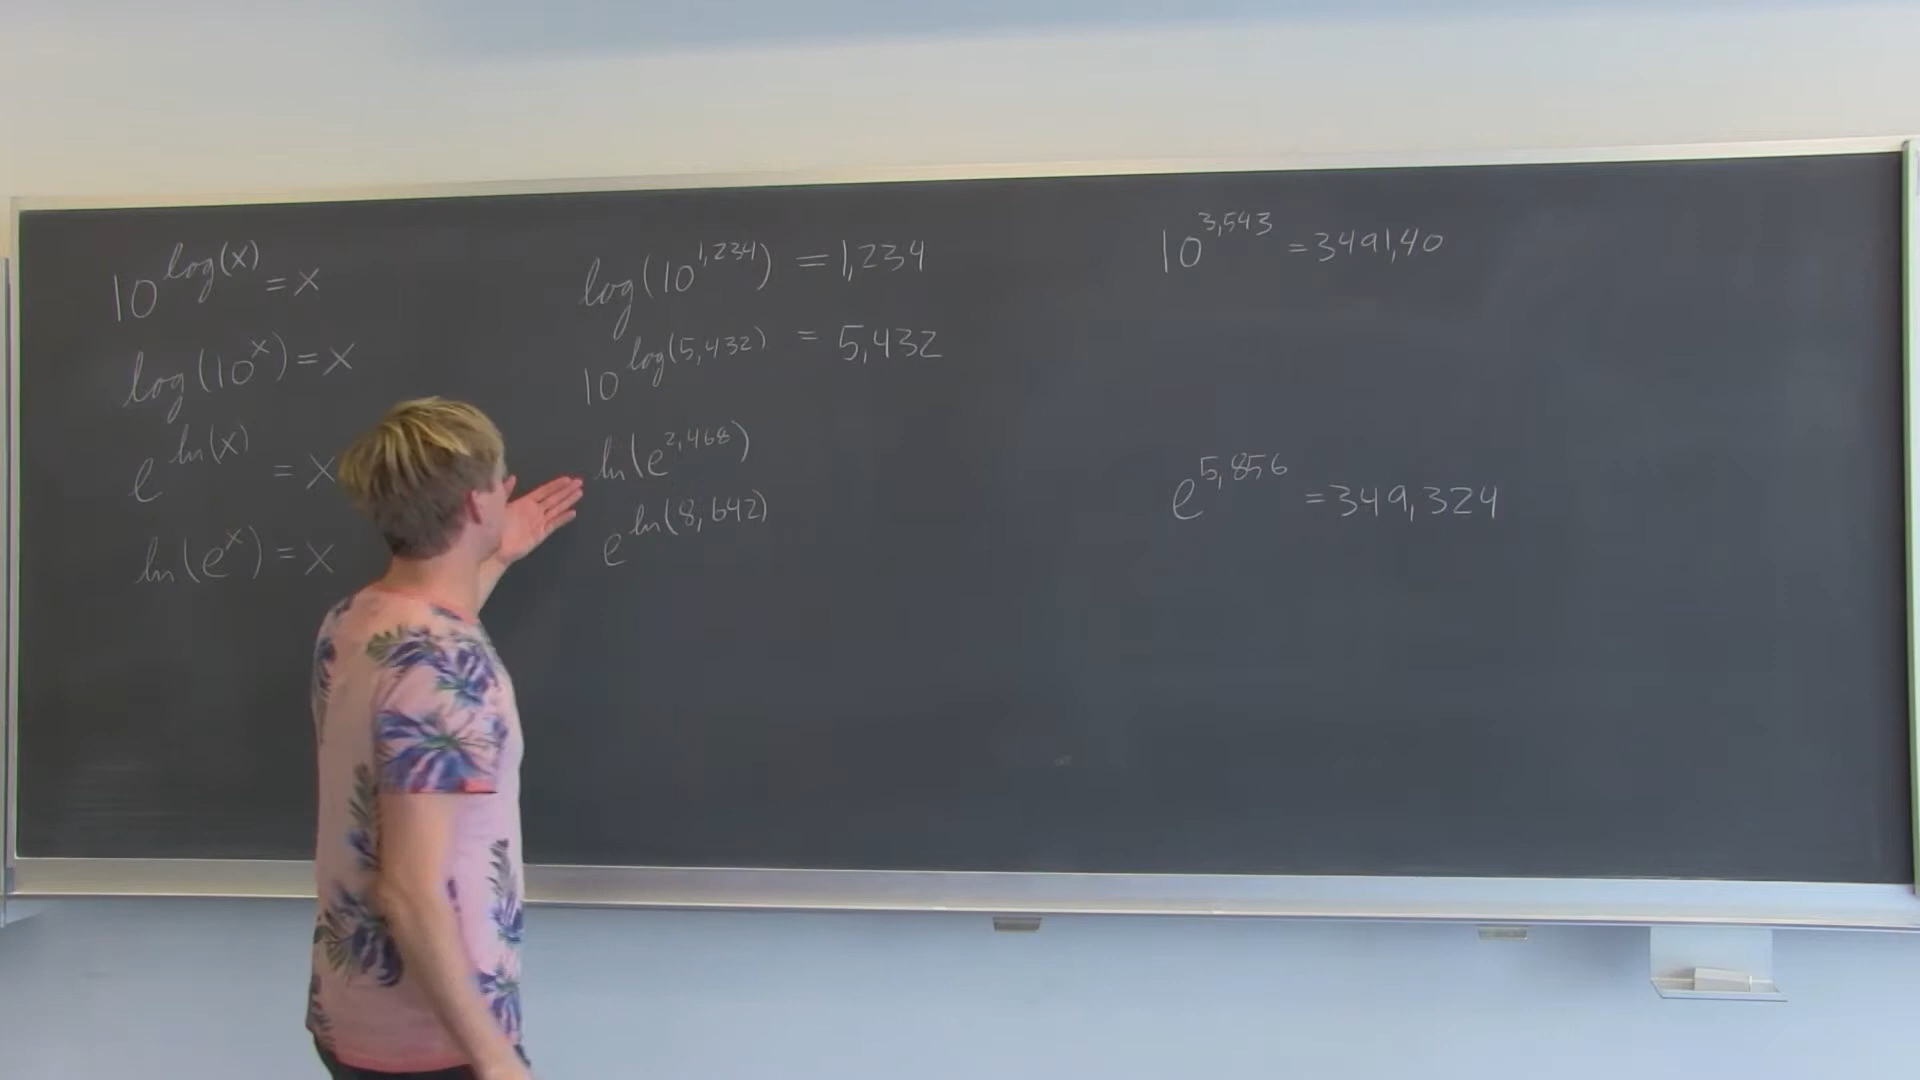 10^log(x) = x
log(10^x) = x
e^ln(x) = x
ln(e^x) = x
log(10^1,234) = 1,234
10^log(5,432) = 5,432
ln(e^2,468)
e^ln(8,642)
10^3,543 = 3491,40
e^5,856 = 349,324